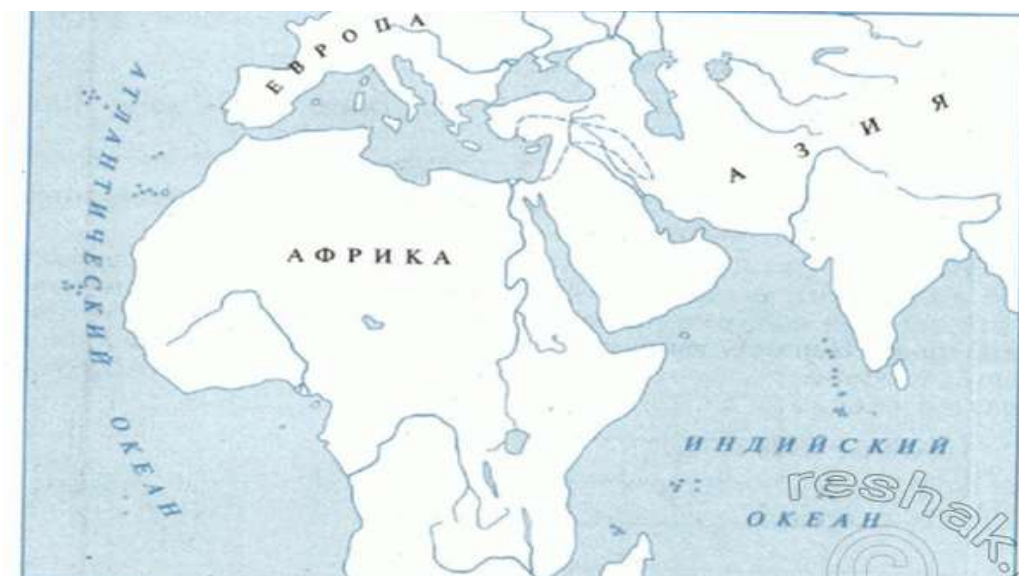 ЕВРОПА
АЗИЯ
АТЛАНТИЧЕСКИЙ
ОКЕАН
АФРИКА
ИНДИЙСКИЙ
ОКЕАН
reshak.
©